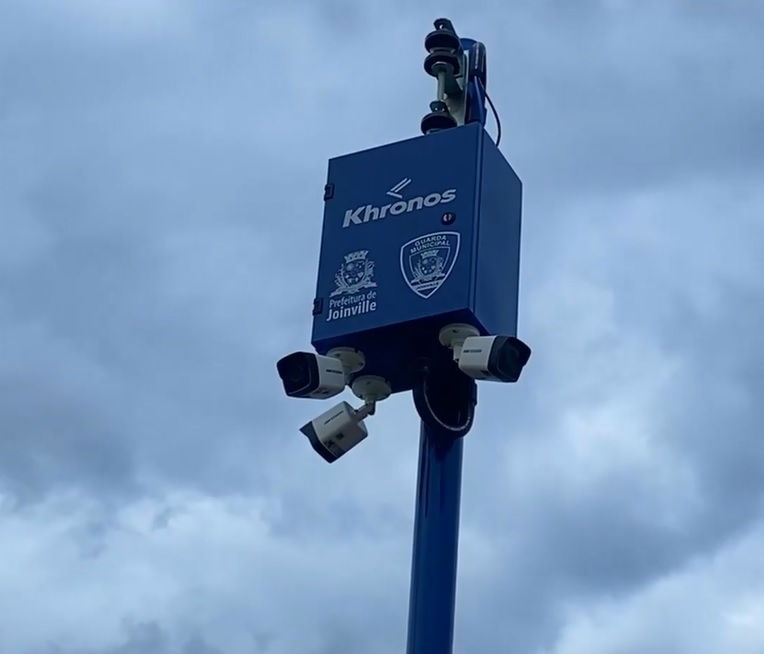 Khronos
GUARDA
MUNICIPAL
Prefeitura de
Joinville